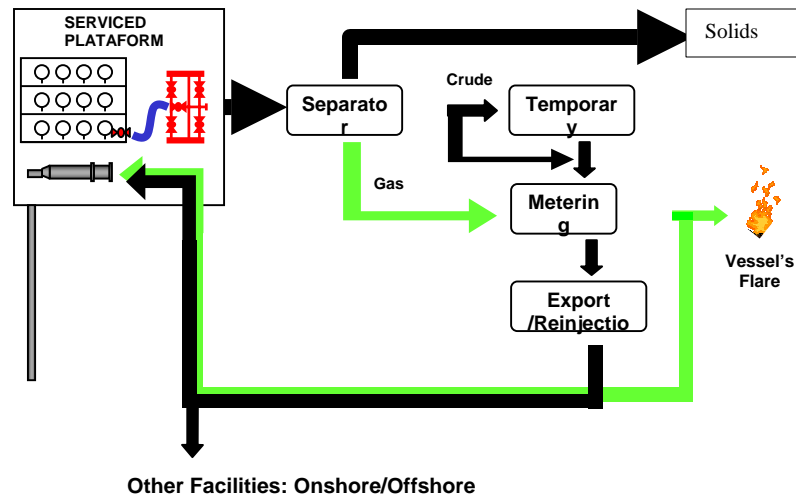 SERVICED
PLATAFORM
Solids
Crude
Separato
r
Temporar
y
Gas
Meterin
g
Vessel's
Flare
Export
/Reinjectio
Other Facilities: Onshore/Offshore